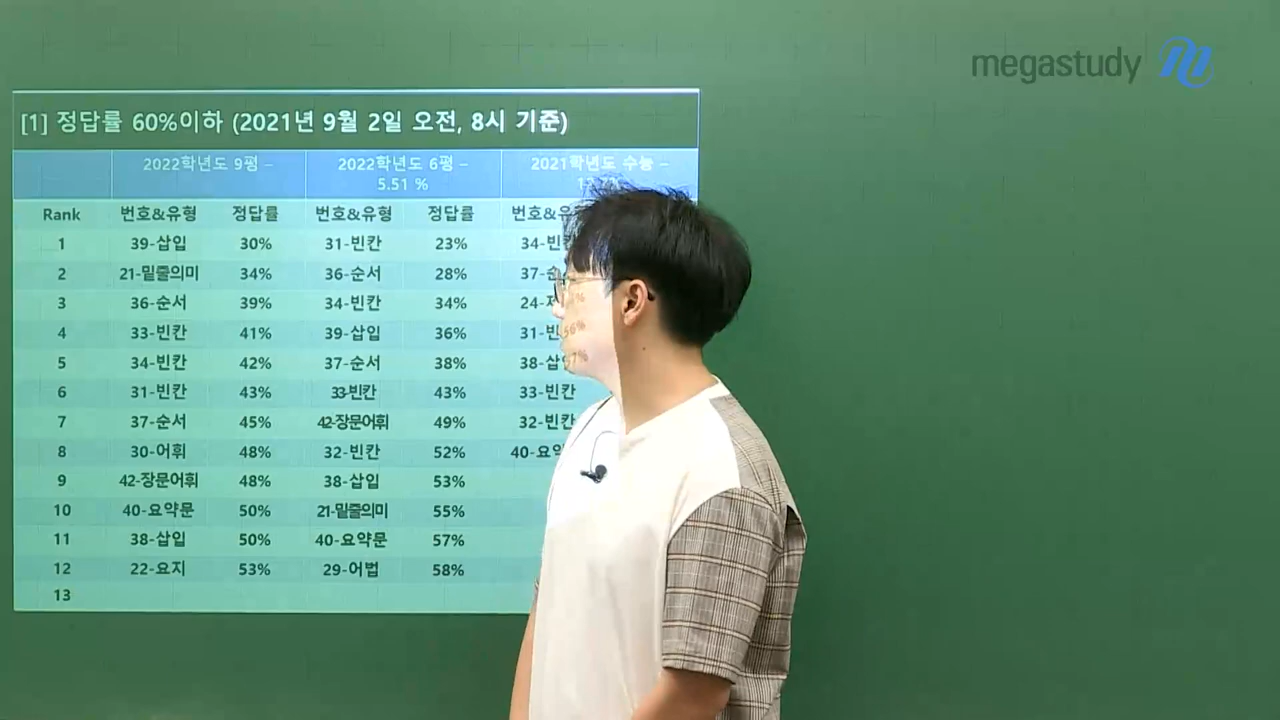 megastudy
[1] 정답률 60%이하 (2021년 9월 2일 오전, 8시 기준)
2022학년도 9평 – 2022학년도 6평 – 2021학년도 수능 –
5.51 %
Rank 번호&유형 정답률 번호&유형 정답률
1 39-삽입 30% 31-빈칸 23%
2 21-밑줄의미 34% 36-순서 28%
3 36-순서 39% 34-빈칸 34%
4 33-빈칸 41% 39-삽입 36%
5 34-빈칸 42% 37-순서 38%
6 31-빈칸 43% 33-빈칸 43% 33-빈칸
7 37-순서 45% 42-장문어휘 49% 32-빈칸
8 30-어휘 48% 32-빈칸 52%
9 42-장문어휘 48% 38-삽입 53%
10 40-요약문 50% 21-밑줄의미 55%
11 38-삽입 50% 40-요약문 57%
12 22-요지 53% 29-어법 58%
13